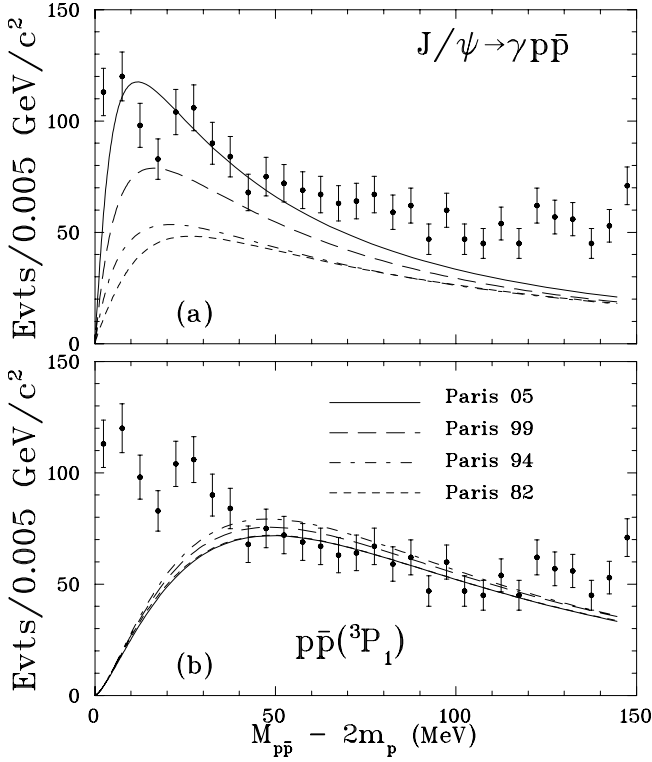 150
J/ψ→γpp̄
100
Evts/0.005 GeV/c²
50
(a)
0
150
Paris 05
Paris 99
100
Paris 94
Paris 82
Evts/0.005 GeV/c²
50
pp̄(³P₁)
(b)
0
0 50 100 150
M_pp̄ − 2m_p (MeV)